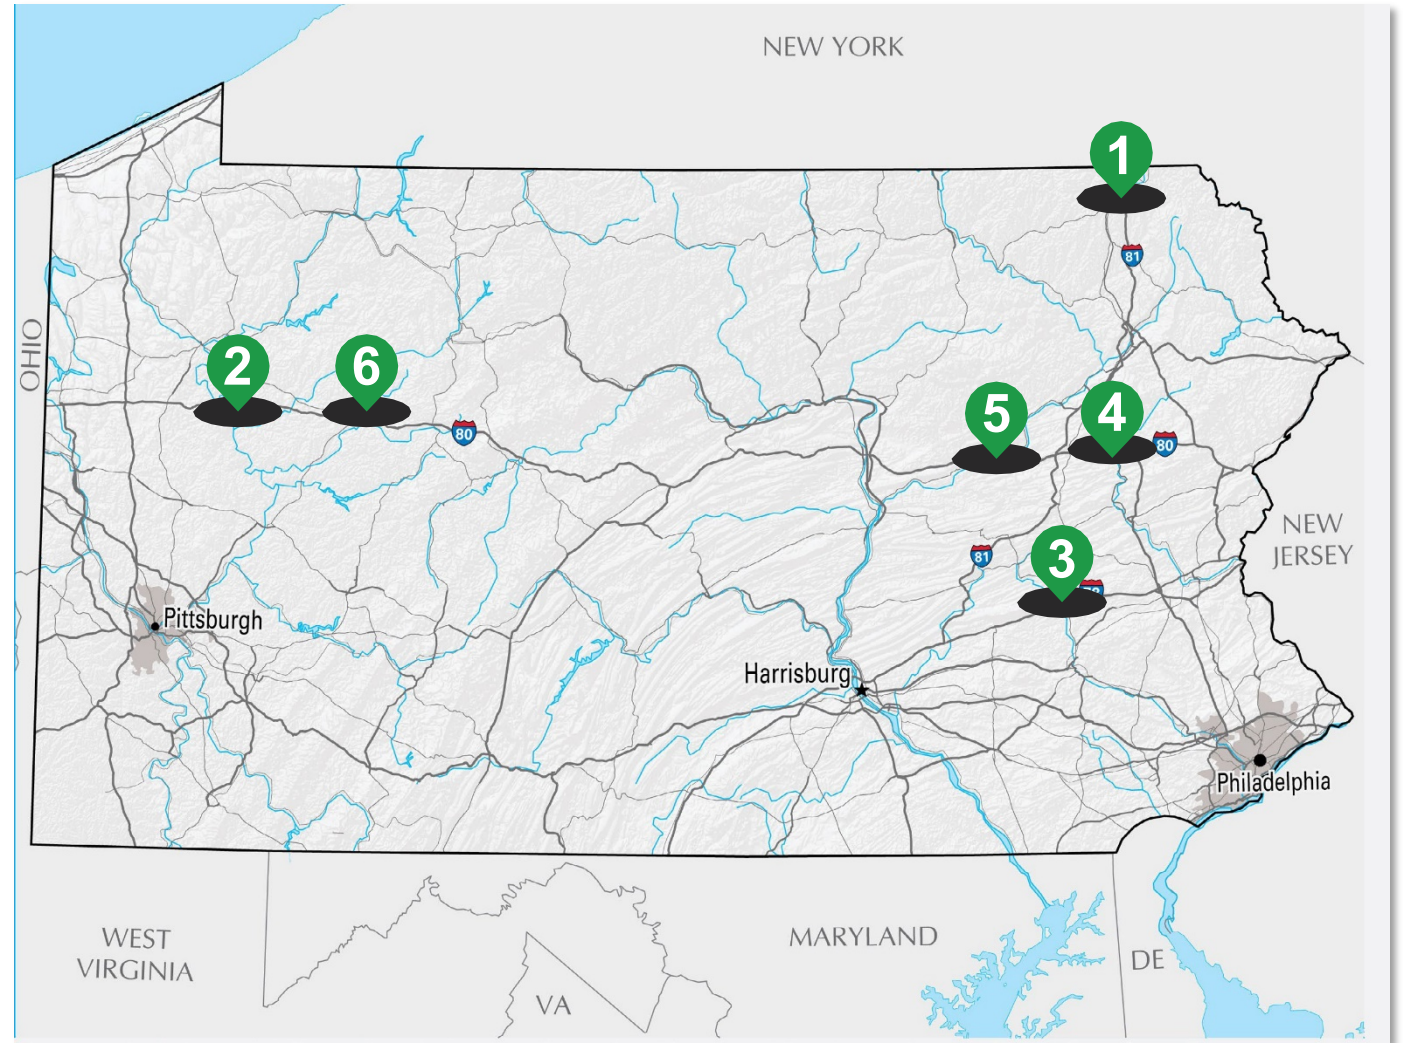 NEW YORK
1
81
OHIO
2
6
80
5
4
80
NEW
JERSEY
81
3
Pittsburgh
Harrisburg
Philadelphia
WEST
VIRGINIA
MARYLAND
DE
VA